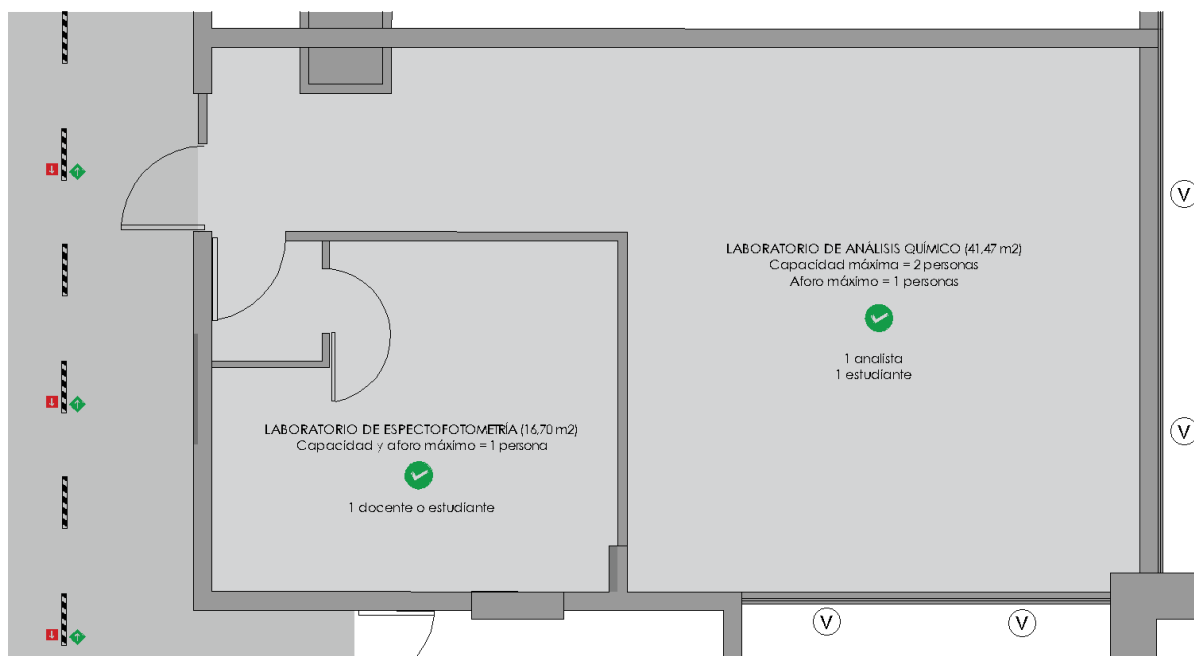 LABORATORIO DE ANÁLISIS QUÍMICO (41,47 m2)
Capacidad máxima = 2 personas
Aforo máximo = 1 personas
1 analista
1 estudiante
LABORATORIO DE ESPECTOFOTOMETRÍA (16,70 m2)
Capacidad y aforo máximo = 1 persona
1 docente o estudiante
V
V
V
V